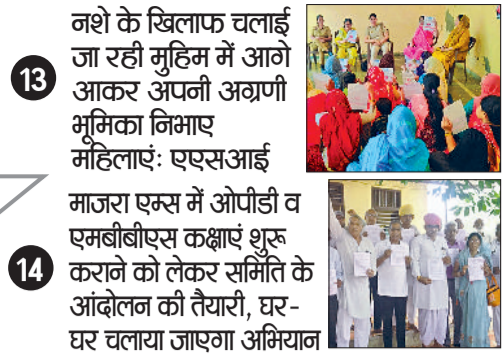 13
नशे के खिलाफ चलाई
जा रही मुहिम में आगे
आकर अपनी अग्रणी
भूमिका निभाए
महिलाएं: एएसआई
14
माजरा एम्स में ओपीडी व
एमबीबीएस कक्षाएं शुरू
कराने को लेकर समिति के
आंदोलन की तैयारी, घर-
घर चलाया जाएगा अभियान